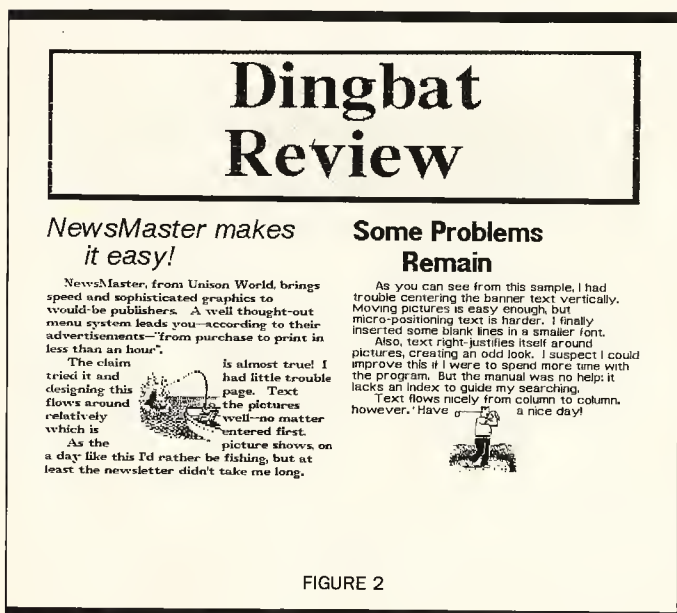 Dingbat
Review
NewsMaster makes
it easy!
NewsMaster, from Unison World, brings
speed and sophisticated graphics to
would-be publishers. A well thought-out
menu system leads you—according to their
advertisements—"from purchase to print in
less than an hour".
The claim is almost true! I
tried it and had little trouble
designing this page. Text
flows around the pictures
relatively well—no matter
which is entered first.
As the picture shows, on
a day like this I'd rather be fishing, but at
least the newsletter didn't take me long.
Some Problems
Remain
As you can see from this sample, I had
trouble centering the banner text vertically.
Moving pictures is easy enough, but
micro-positioning text is harder. I finally
inserted some blank lines in a smaller font.
Also, text right-justifies itself around
pictures, creating an odd look. I suspect I could
improve this if I were to spend more time with
the program. But the manual was no help: it
lacks an index to guide my searching.
Text flows nicely from column to column,
however. Have a nice day!
FIGURE 2